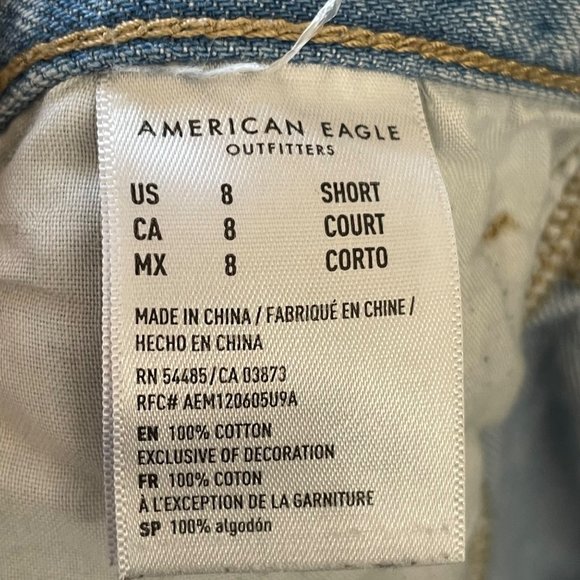 AMERICAN EAGLE
OUTFITTERS
US 8 SHORT
CA 8 COURT
MX 8 CORTO
MADE IN CHINA / FABRIQUÉ EN CHINE /
HECHO EN CHINA
RN 54485/CA 03873
RFC# AEM120605U9A
EN 100% COTTON
EXCLUSIVE OF DECORATION
FR 100% COTON
À L'EXCEPTION DE LA GARNITURE
SP 100% algodón